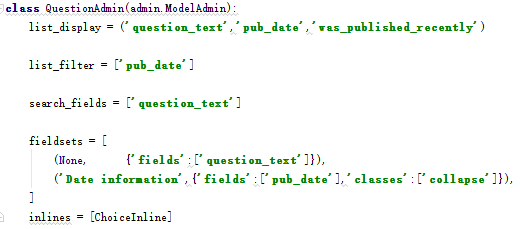 class QuestionAdmin(admin.ModelAdmin):
    list_display = ('question_text','pub_date','was_published_recently')
    list_filter = ['pub_date']
    search_fields = ['question_text']
    fieldsets = [
        (None,      {'fields':['question_text']}),
        ('Date information',{'fields':['pub_date'],'classes':['collapse']}),
    ]
    inlines = [ChoiceInline]